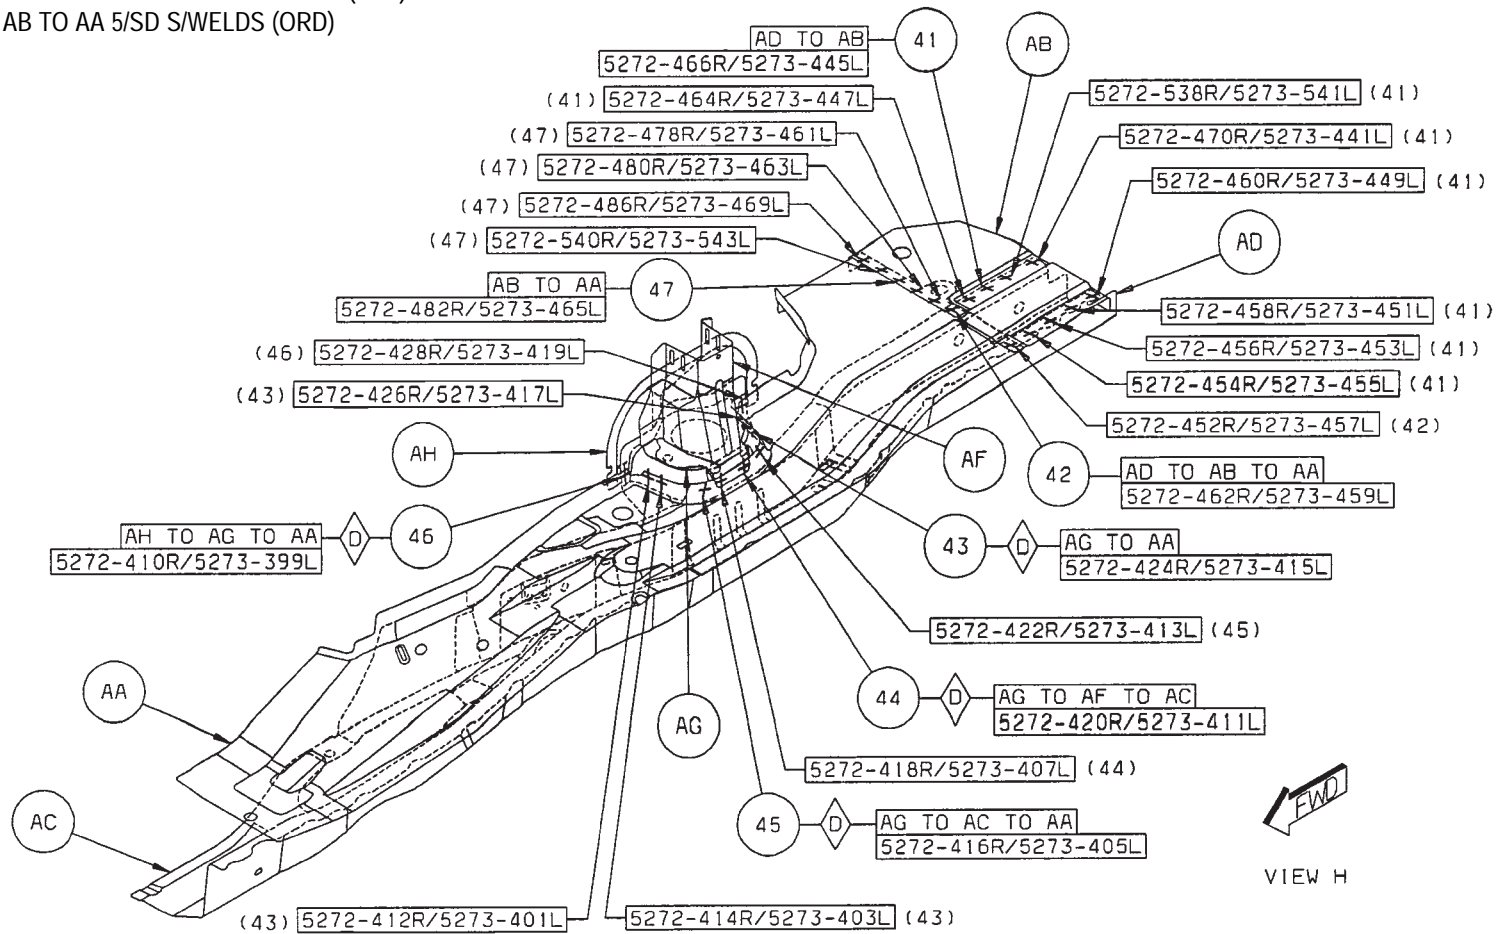 AB TO AA 5/SD S/WELDS (ORD)
AD TO AB
5272-466R/5273-445L
41
AB
(41) 5272-464R/5273-447L
5272-538R/5273-541L (41)
(47) 5272-478R/5273-461L
5272-470R/5273-441L (41)
(47) 5272-480R/5273-463L
5272-460R/5273-449L (41)
(47) 5272-486R/5273-469L
(47) 5272-540R/5273-543L
AD
AB TO AA
5272-482R/5273-465L
47
5272-458R/5273-451L (41)
(46) 5272-428R/5273-419L
5272-456R/5273-453L (41)
(43) 5272-426R/5273-417L
5272-454R/5273-455L (41)
5272-452R/5273-457L (42)
AH
AF
42
AD TO AB TO AA
5272-462R/5273-459L
AH TO AG TO AA
5272-410R/5273-399L
D
46
43
D
AG TO AA
5272-424R/5273-415L
5272-422R/5273-413L (45)
AA
AG
44
D
AG TO AF TO AC
5272-420R/5273-411L
5272-418R/5273-407L (44)
AC
45
D
AG TO AC TO AA
5272-416R/5273-405L
FWD
VIEW H
(43) 5272-412R/5273-401L
5272-414R/5273-403L (43)